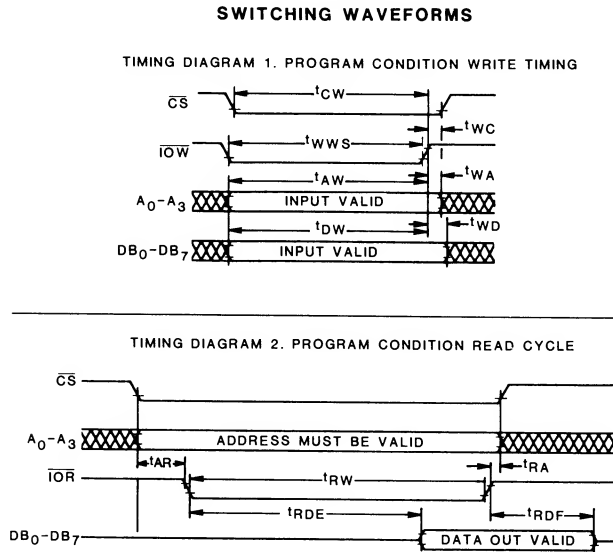 SWITCHING WAVEFORMS
TIMING DIAGRAM 1. PROGRAM CONDITION WRITE TIMING
CS
tCW
tWC
IOW
tWWS
tAW
tWA
A0-A3
INPUT VALID
tDW
tWD
DB0-DB7
INPUT VALID
TIMING DIAGRAM 2. PROGRAM CONDITION READ CYCLE
CS
A0-A3
ADDRESS MUST BE VALID
IOR
tAR
tRW
tRA
tRDE
tRDF
DB0-DB7
DATA OUT VALID